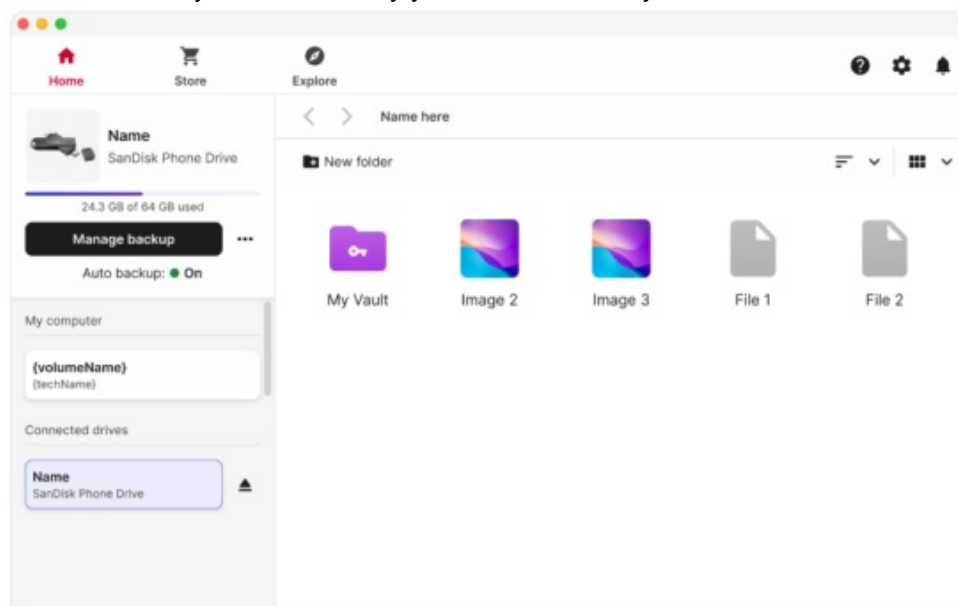 Home
Store
Explore
Name
SanDisk Phone Drive
24.3 GB of 64 GB used
Manage backup
Auto backup: On
My computer
{volumeName}
{techName}
Connected drives
Name
SanDisk Phone Drive
Name here
New folder
My Vault
Image 2
Image 3
File 1
File 2